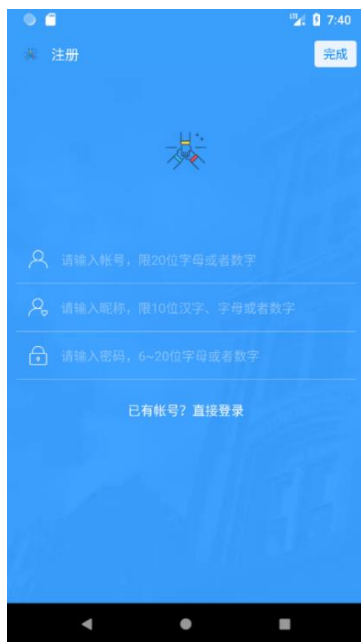 LTE 7:40
注册
完成
请输入帐号，限20位字母或者数字
请输入昵称，限10位汉字、字母或者数字
请输入密码，6~20位字母或者数字
已有帐号？直接登录